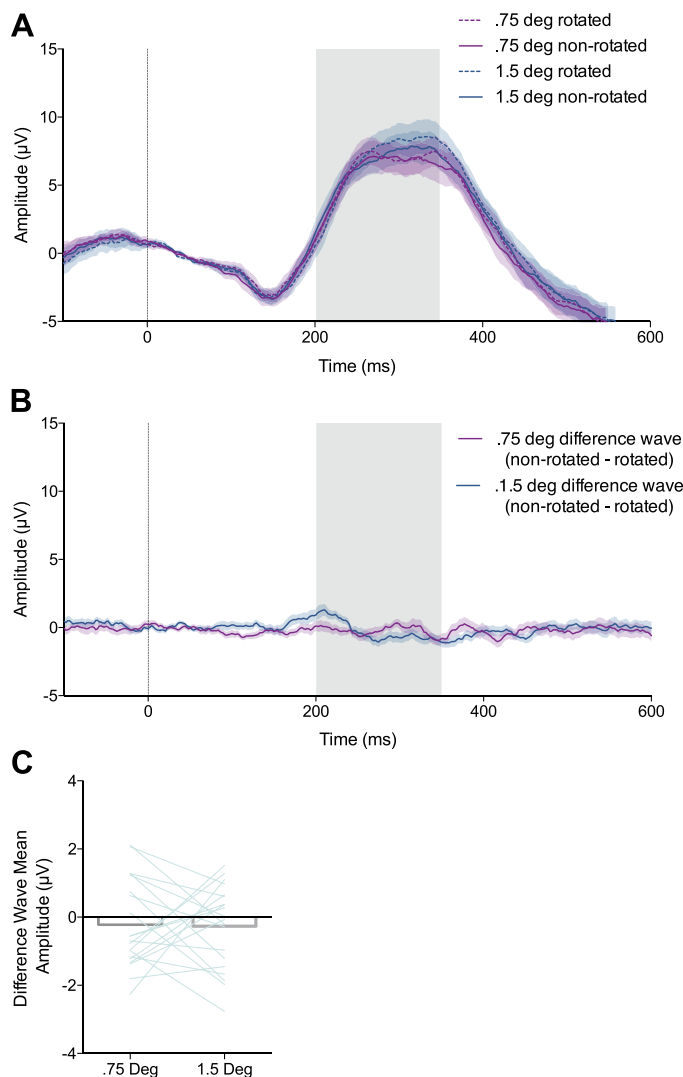 A
.75 deg rotated
.75 deg non-rotated
1.5 deg rotated
1.5 deg non-rotated
15
10
5
0
-5
Amplitude (µV)
0
200
400
600
Time (ms)
B
.75 deg difference wave
(non-rotated - rotated)
.1.5 deg difference wave
(non-rotated - rotated)
15
10
5
0
-5
Amplitude (µV)
0
200
400
600
Time (ms)
C
4
2
0
-2
-4
Difference Wave Mean
Amplitude (µV)
.75 Deg
1.5 Deg